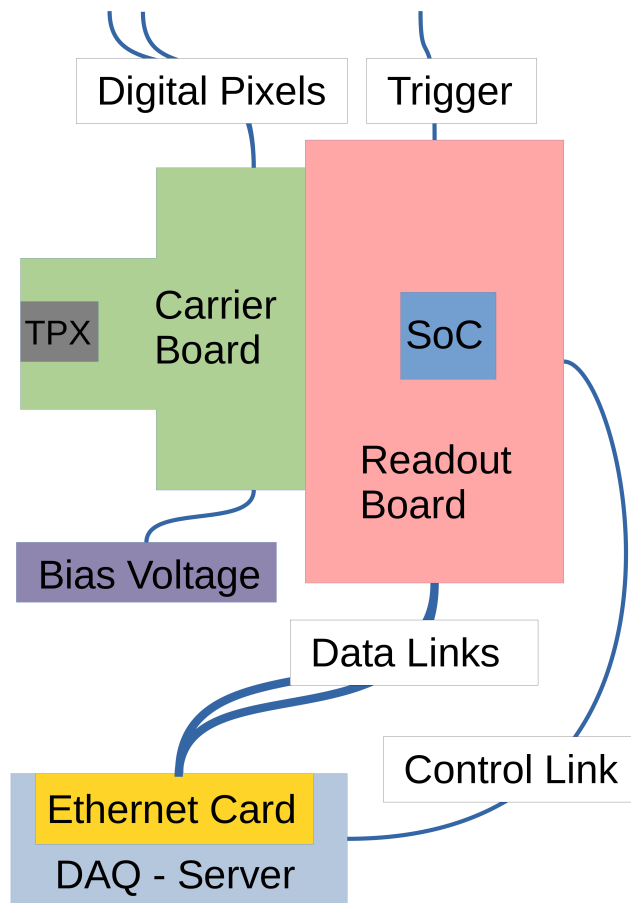 Digital Pixels
Trigger
TPX
Carrier
Board
SoC
Readout
Board
Bias Voltage
Data Links
Control Link
Ethernet Card
DAQ - Server